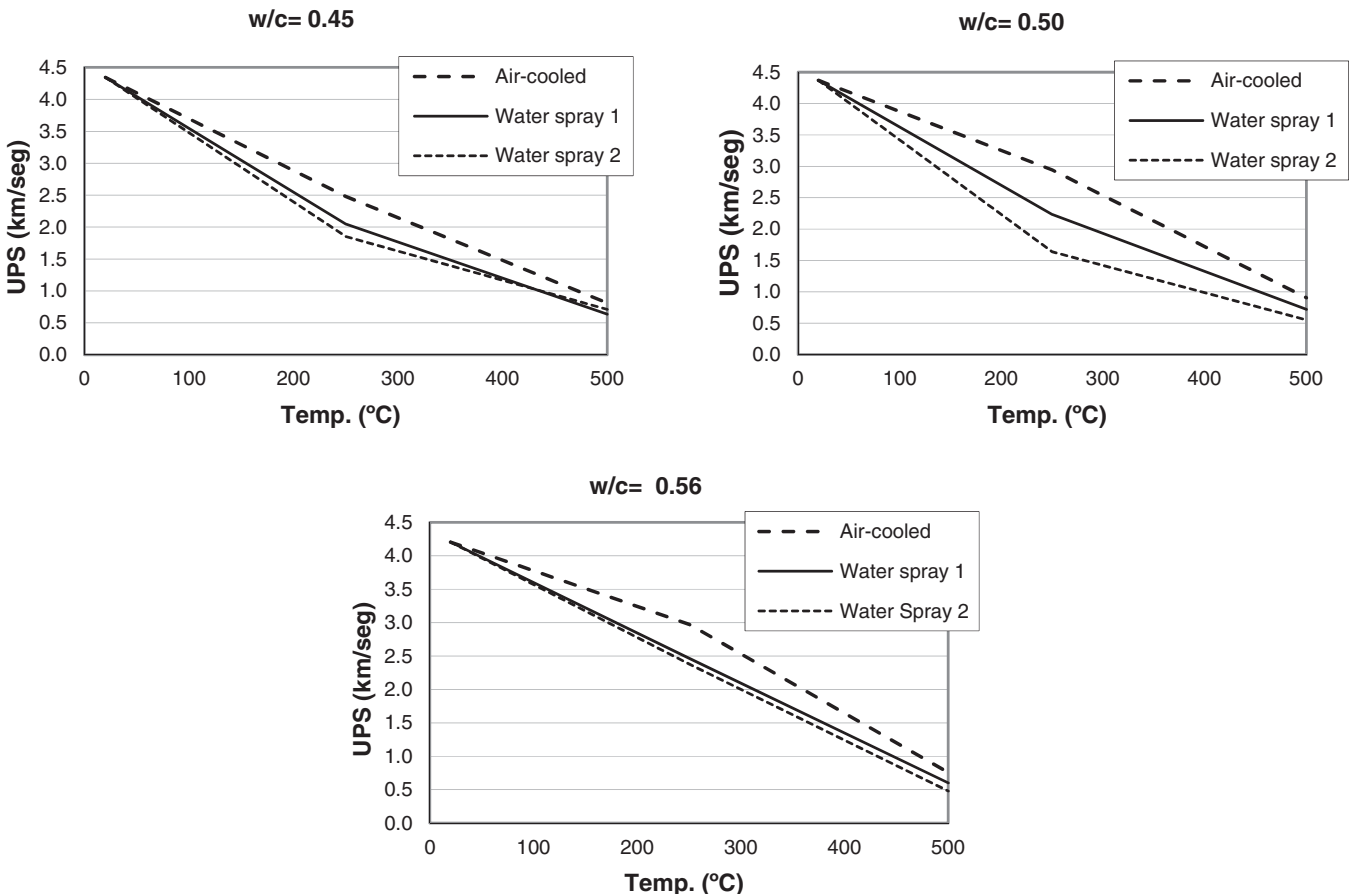 w/c= 0.45
4.5
4.0
3.5
3.0
2.5
2.0
1.5
1.0
0.5
0.0
UPS (km/seg)
Air-cooled
Water spray 1
Water spray 2
0 100 200 300 400 500
Temp. (ºC)
w/c= 0.50
4.5
4.0
3.5
3.0
2.5
2.0
1.5
1.0
0.5
0.0
UPS (km/seg)
Air-cooled
Water spray 1
Water spray 2
0 100 200 300 400 500
Temp. (ºC)
w/c= 0.56
4.5
4.0
3.5
3.0
2.5
2.0
1.5
1.0
0.5
0.0
UPS (km/seg)
Air-cooled
Water spray 1
Water Spray 2
0 100 200 300 400 500
Temp. (ºC)